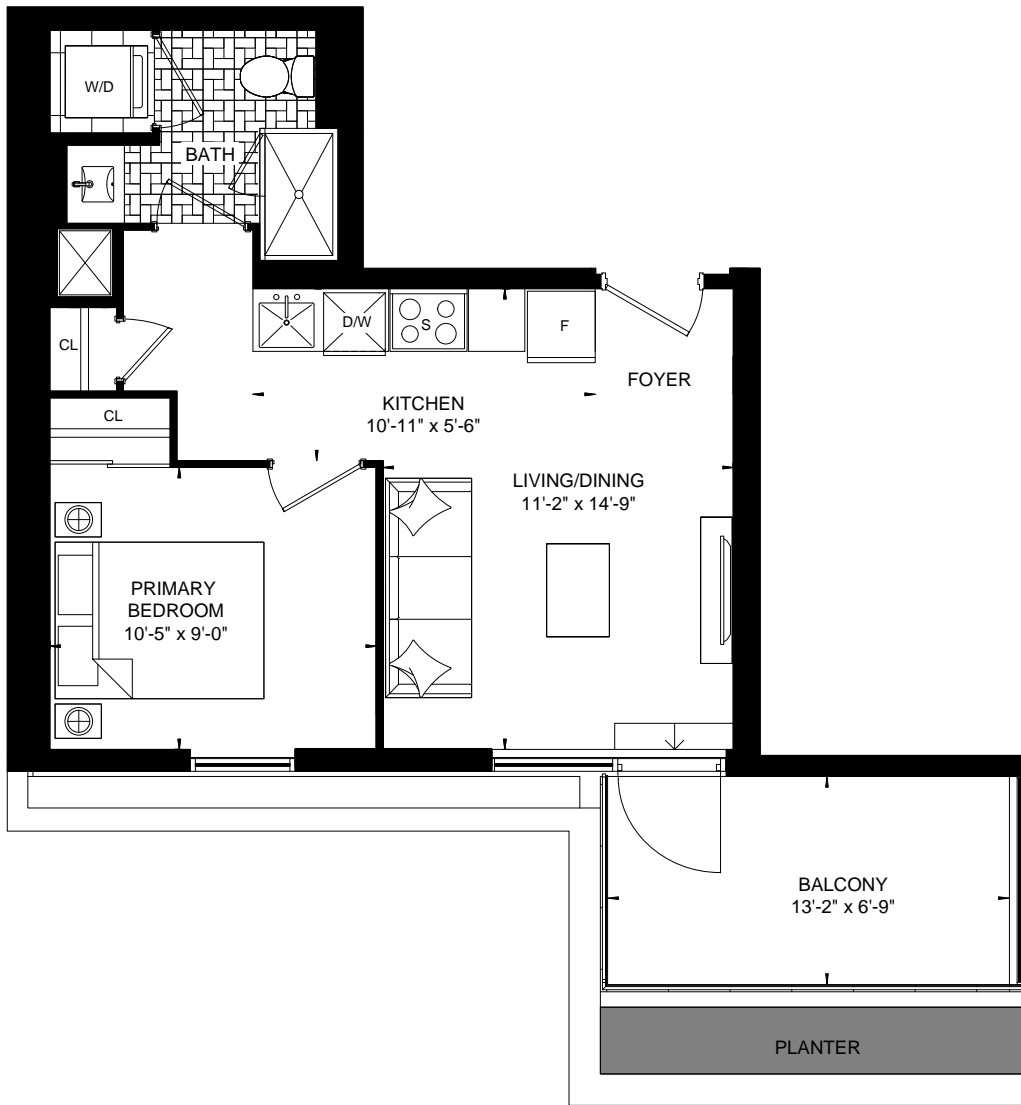 W/D
BATH
D/W
S
F
CL
FOYER
KITCHEN
10'-11" x 5'-6"
CL
LIVING/DINING
11'-2" x 14'-9"
PRIMARY
BEDROOM
10'-5" x 9'-0"
BALCONY
13'-2" x 6'-9"
PLANTER